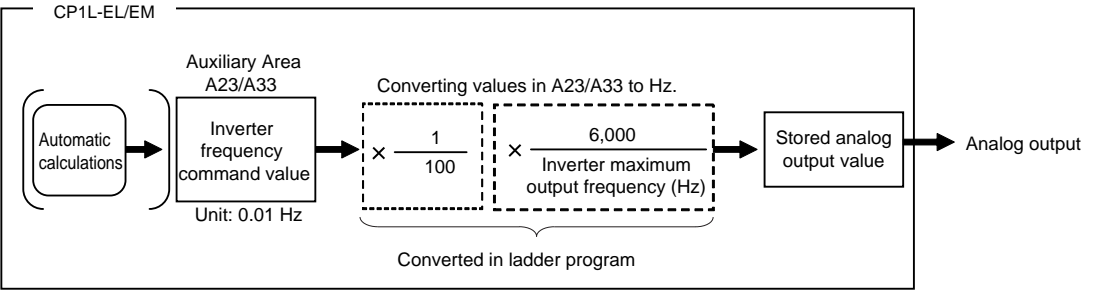 CP1L-EL/EM
Auxiliary Area
A23/A33
Converting values in A23/A33 to Hz.
Automatic
calculations
Inverter
frequency
command value
Unit: 0.01 Hz
× 1
100
× 6,000
Inverter maximum
output frequency (Hz)
Stored analog
output value
Analog output
Converted in ladder program